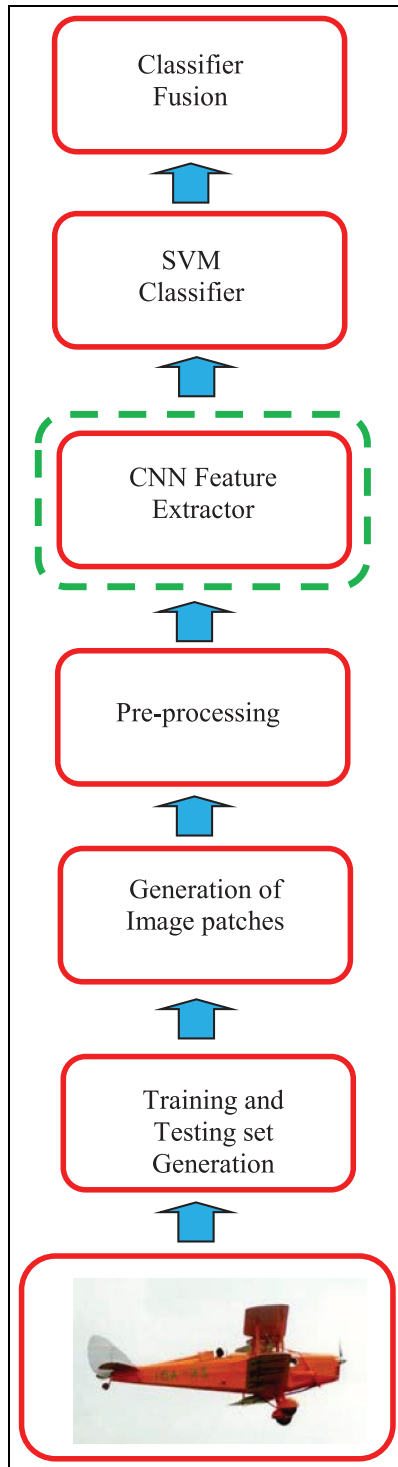 Classifier
Fusion
SVM
Classifier
CNN Feature
Extractor
Pre-processing
Generation of
Image patches
Training and
Testing set
Generation